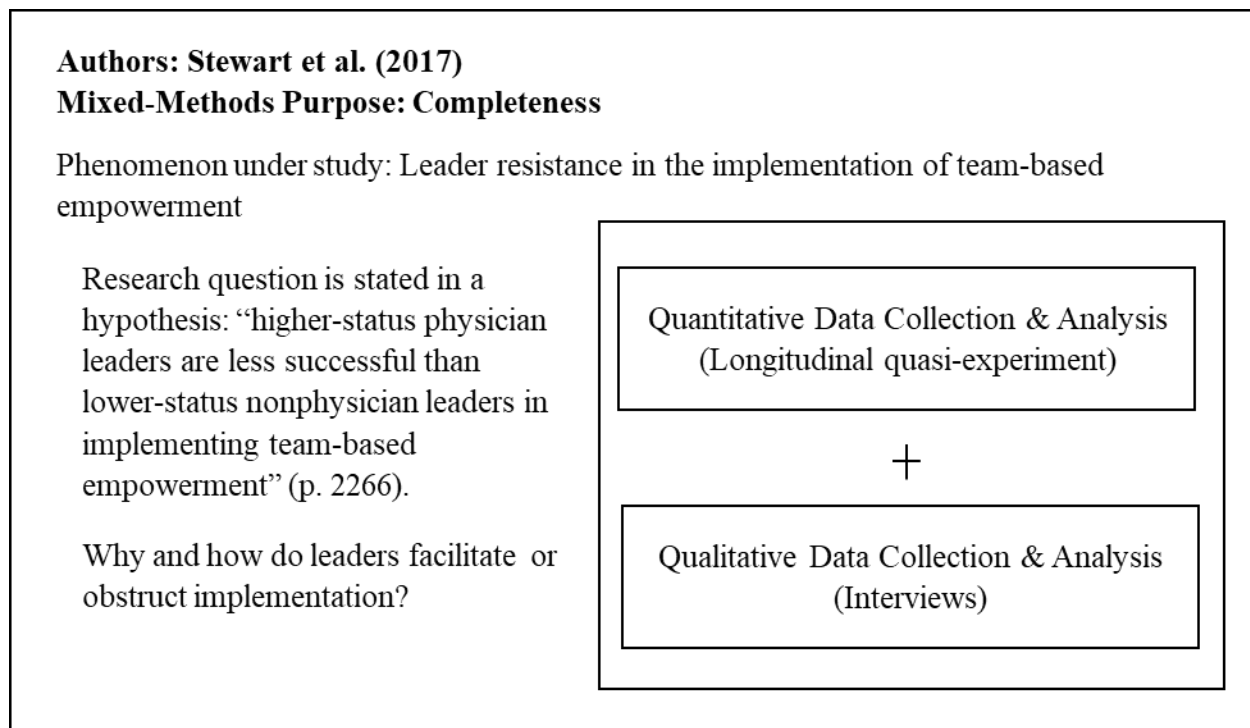 Authors: Stewart et al. (2017)
Mixed-Methods Purpose: Completeness
Phenomenon under study: Leader resistance in the implementation of team-based
empowerment
Research question is stated in a
hypothesis: “higher-status physician
leaders are less successful than
lower-status nonphysician leaders in
implementing team-based
empowerment” (p. 2266).
Why and how do leaders facilitate or
obstruct implementation?
Quantitative Data Collection & Analysis
(Longitudinal quasi-experiment)
+
Qualitative Data Collection & Analysis
(Interviews)